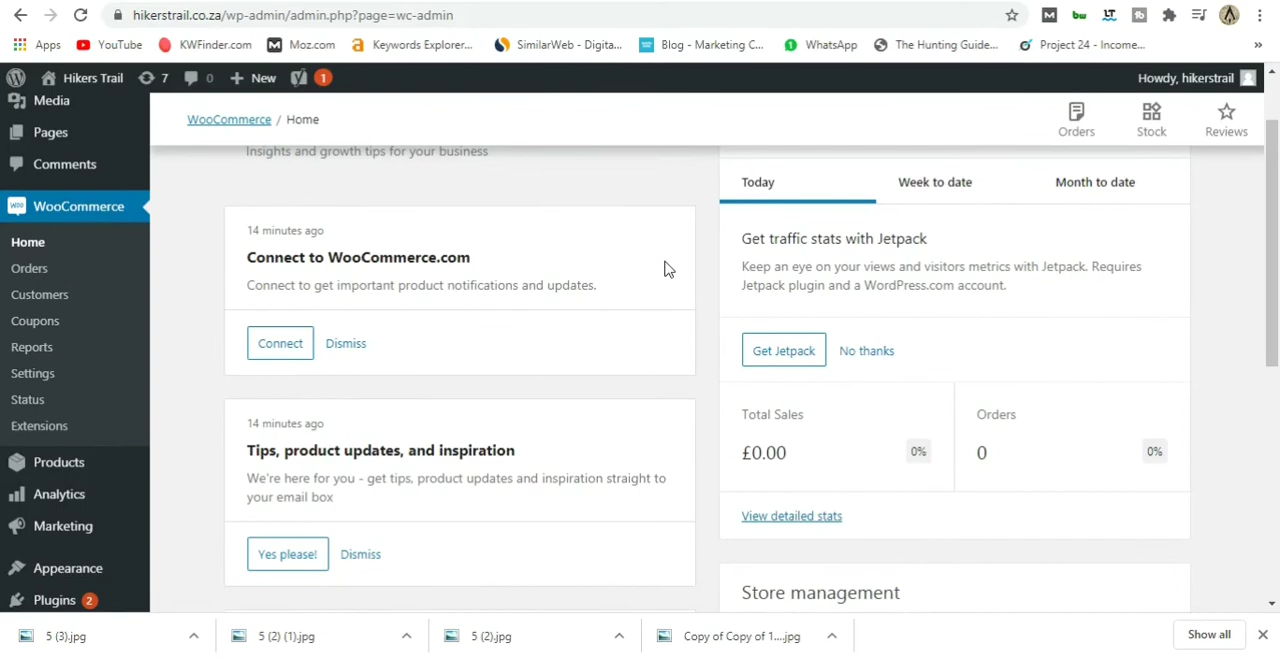 hikerstrail.co.za/wp-admin/admin.php?page=wc-admin
Apps YouTube KWFinder.com Moz.com Keywords Explorer... SimilarWeb - Digita... Blog - Marketing C... WhatsApp The Hunting Guide... Project 24 - Income... »
Hikers Trail 7 0 New 1 Howdy, hikerstrail
Media
Pages
Comments
WooCommerce
Home
Orders
Customers
Coupons
Reports
Settings
Status
Extensions
Products
Analytics
Marketing
Appearance
Plugins 2
WooCommerce / Home
Orders Stock Reviews
Insights and growth tips for your business
14 minutes ago
Connect to WooCommerce.com
Connect to get important product notifications and updates.
Connect Dismiss
14 minutes ago
Tips, product updates, and inspiration
We're here for you - get tips, product updates and inspiration straight to
your email box
Yes please! Dismiss
Today Week to date Month to date
Get traffic stats with Jetpack
Keep an eye on your views and visitors metrics with Jetpack. Requires
Jetpack plugin and a WordPress.com account.
Get Jetpack No thanks
Total Sales Orders
£0.00 0% 0 0%
View detailed stats
Store management
5 (3).jpg 5 (2) (1).jpg 5 (2).jpg Copy of Copy of 1....jpg Show all